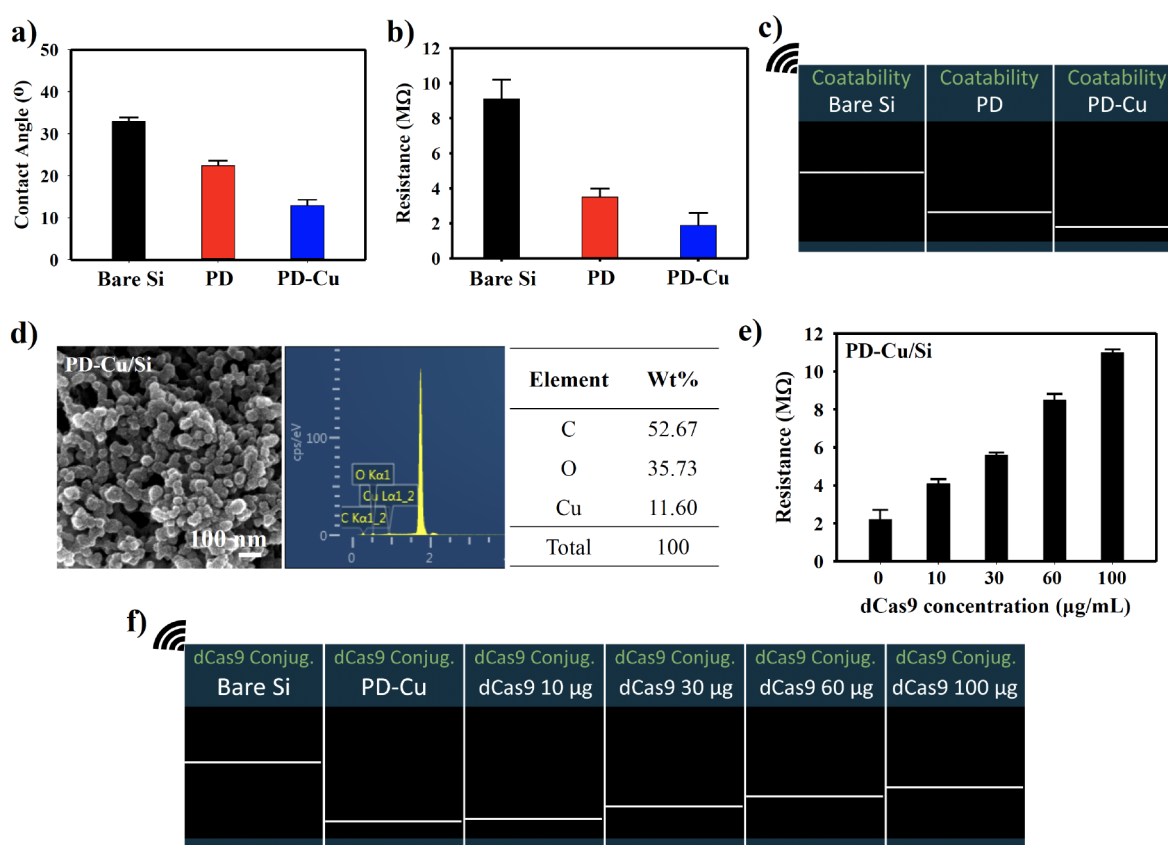 a)
50
40
30
20
10
0
Contact Angle (º)
Bare Si PD PD-Cu
b)
12
10
8
6
4
2
0
Resistance (MΩ)
Bare Si PD PD-Cu
c)
Coatability Coatability Coatability
Bare Si PD PD-Cu
d)
PD-Cu/Si
100 nm
cps/eV
100
0
O Kα1
Cu Lα1_2
C Kα1_2
0 2
Element Wt%
C 52.67
O 35.73
Cu 11.60
Total 100
e)
PD-Cu/Si
12
10
8
6
4
2
0
Resistance (MΩ)
0 10 30 60 100
dCas9 concentration (µg/mL)
f)
dCas9 Conjug. dCas9 Conjug. dCas9 Conjug. dCas9 Conjug. dCas9 Conjug. dCas9 Conjug.
Bare Si PD-Cu dCas9 10 µg dCas9 30 µg dCas9 60 µg dCas9 100 µg